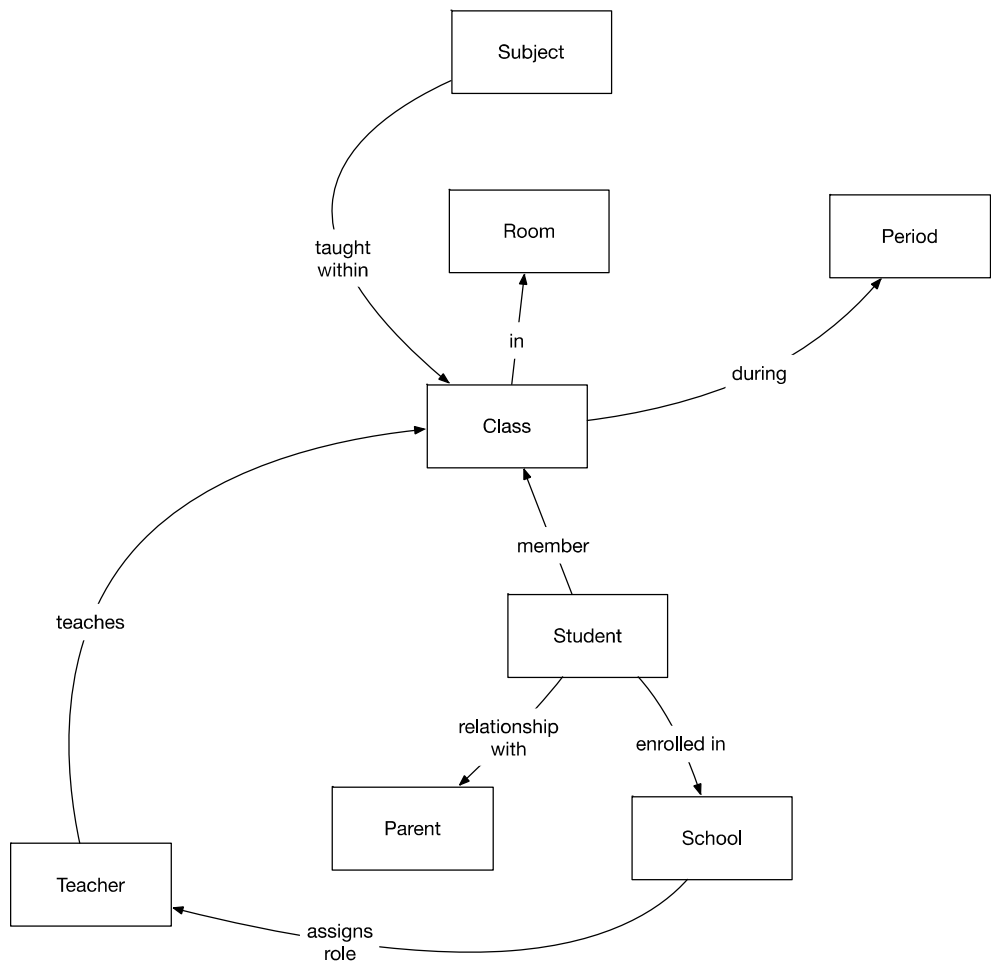 Subject
Room
Period
taught
within
in
during
Class
member
teaches
Student
relationship
with
enrolled in
Parent
School
Teacher
assigns
role